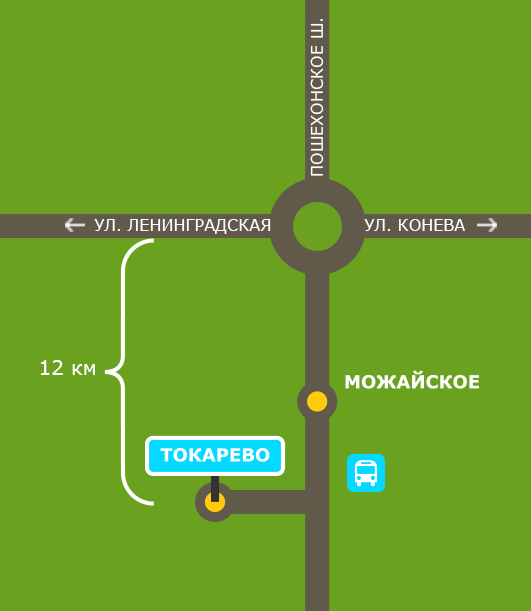 ПОШЕХОНСКОЕ Ш.
УЛ. ЛЕНИНГРАДСКАЯ
УЛ. КОНЕВА
12 км
МОЖАЙСКОЕ
ТОКАРЕВО